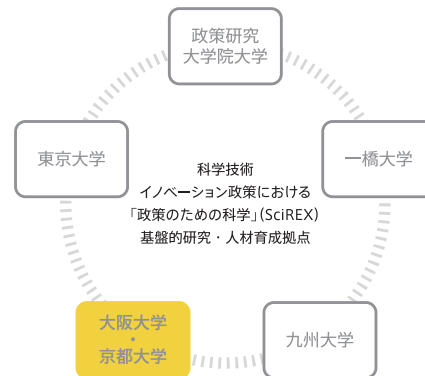 政策研究
大学院大学
東京大学
一橋大学
科学技術
イノベーション政策における
「政策のための科学」(SciREX)
基盤的研究・人材育成拠点
大阪大学
・
京都大学
九州大学